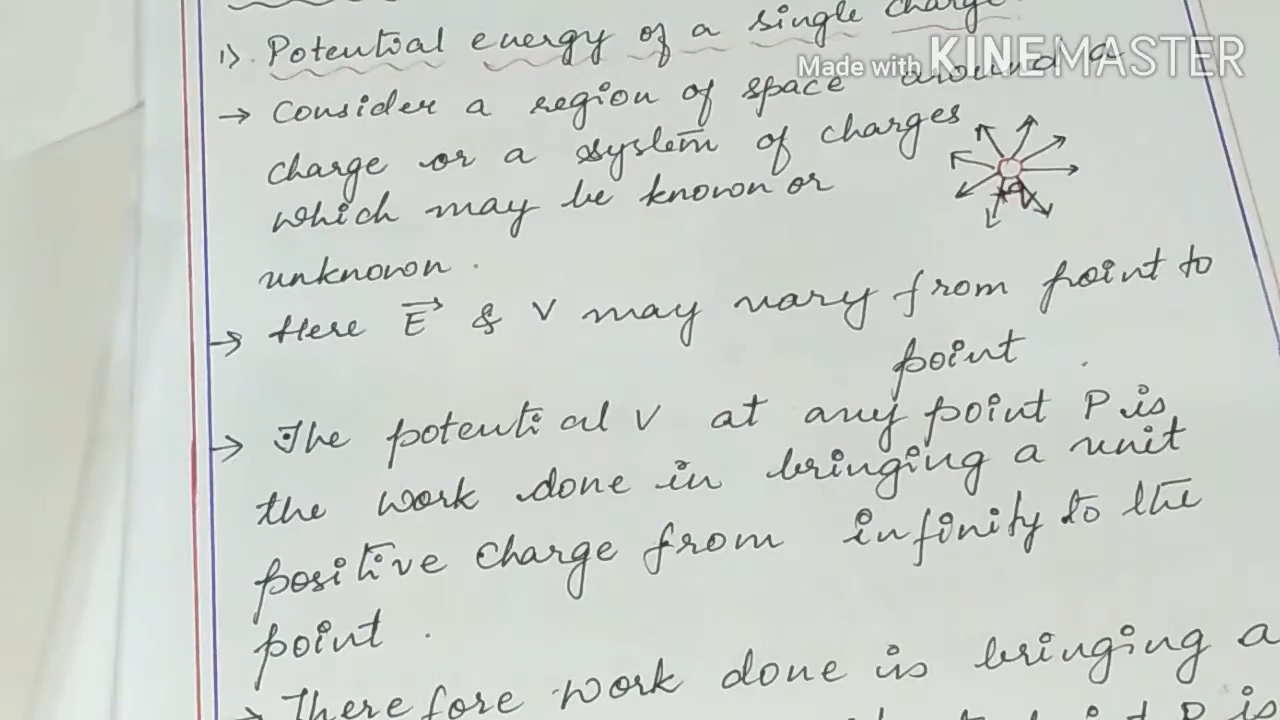 1). Potential energy of a single charge
Made with KINEMASTER
→ Consider a region of space around a
charge or a system of charges
which may be known or
unknown.
+q
→ Here E⃗ & V may vary from point to
point
→ The potential V at any point P is
the work done in bringing a unit
positive charge from infinity to the
point.
→ Therefore work done is bringing a
P is